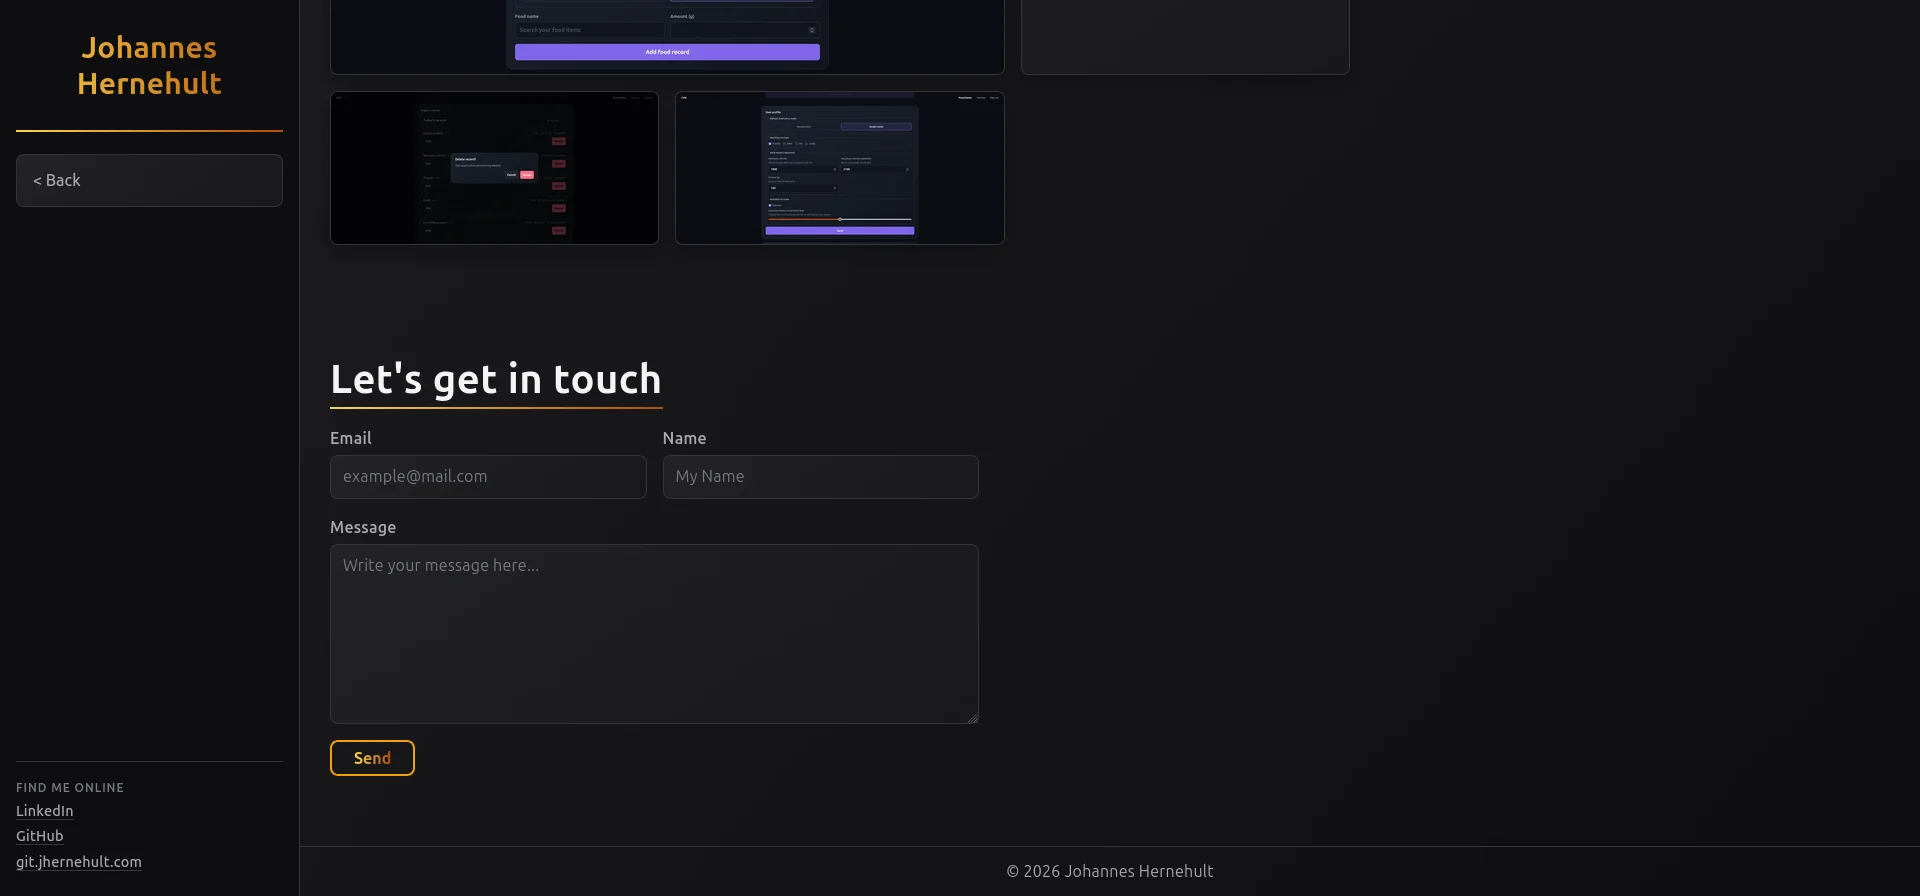 Johannes
Hernehult
< Back
Food name
Amount (g)
Search your food items
Add food record
Let's get in touch
Email
Name
example@mail.com
My Name
Message
Write your message here...
Send
FIND ME ONLINE
LinkedIn
GitHub
git.jhernehult.com
© 2026 Johannes Hernehult